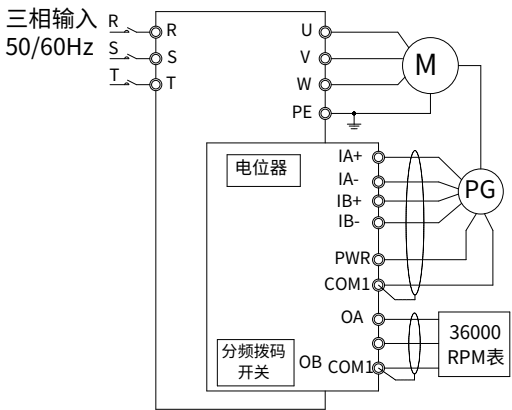 三相输入
50/60Hz
R
S
T
R
S
T
U
V
W
PE
M
电位器
IA+
IA-
IB+
IB-
PWR
COM1
PG
OA
OB
COM1
分频拨码
开关
36000
RPM表